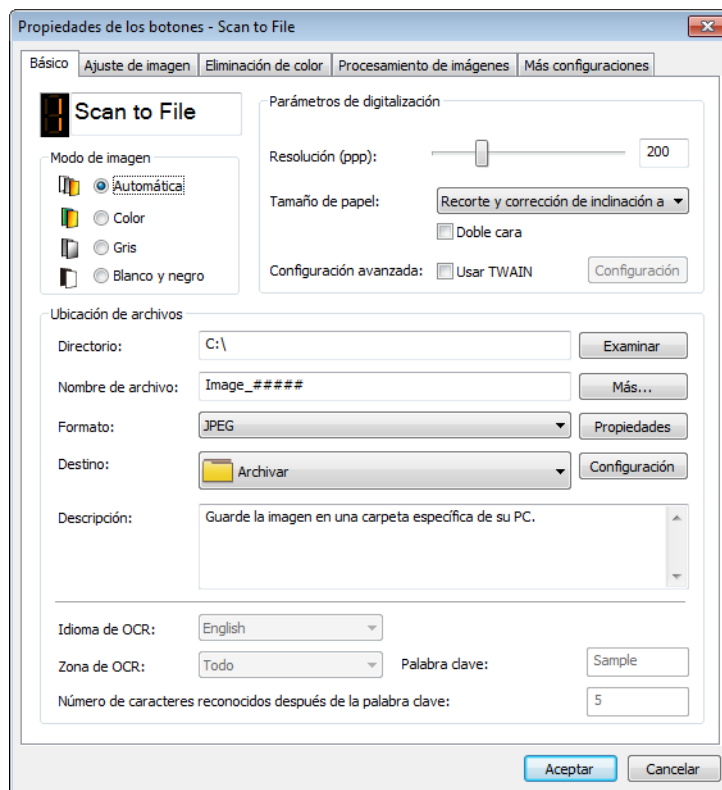 Propiedades de los botones - Scan to File
Básico Ajuste de imagen Eliminación de color Procesamiento de imágenes Más configuraciones
1 Scan to File
Parámetros de digitalización
Resolución (ppp): 200
Modo de imagen
Automática
Color
Gris
Blanco y negro
Tamaño de papel: Recorte y corrección de inclinación a
Doble cara
Configuración avanzada: Usar TWAIN Configuración
Ubicación de archivos
Directorio: C:\ Examinar
Nombre de archivo: Image_##### Más...
Formato: JPEG Propiedades
Destino: Archivar Configuración
Descripción: Guarde la imagen en una carpeta específica de su PC.
Idioma de OCR: English
Zona de OCR: Todo Palabra clave: Sample
Número de caracteres reconocidos después de la palabra clave: 5
Aceptar Cancelar